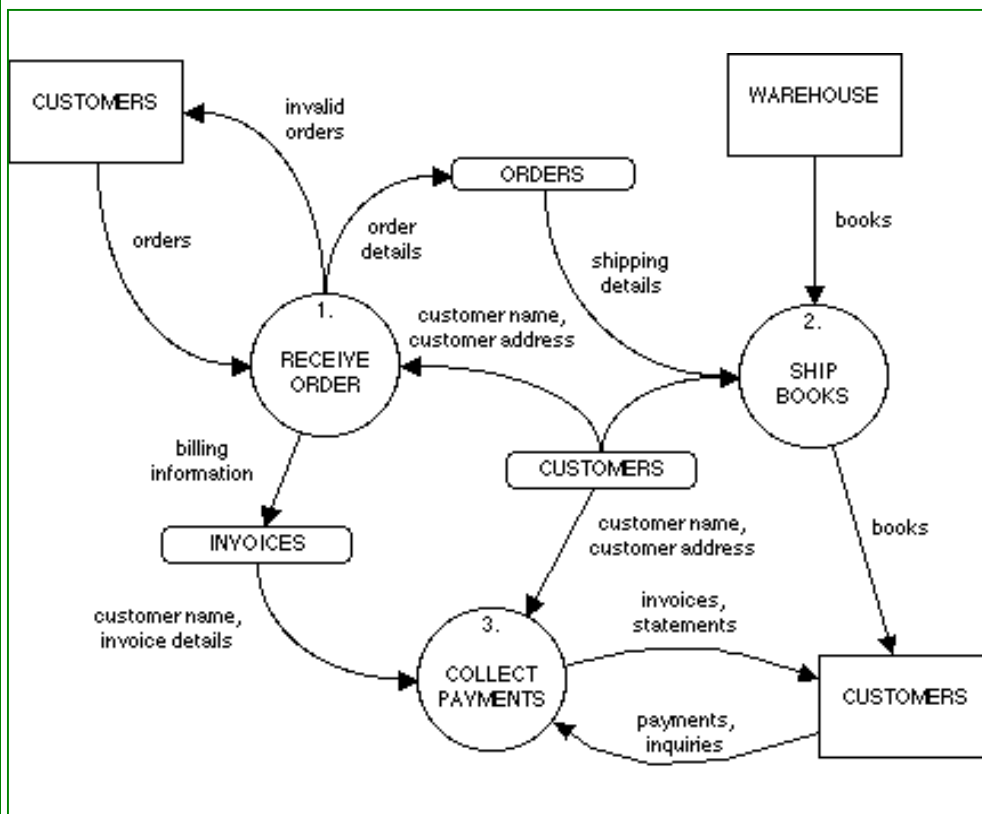 CUSTOMERS
invalid
orders
WAREHOUSE
ORDERS
orders
order
details
books
shipping
details
customer name,
customer address
1.
RECEIVE
ORDER
2.
SHIP
BOOKS
billing
information
CUSTOMERS
INVOICES
customer name,
customer address
books
customer name,
invoice details
invoices,
statements
3.
COLLECT
PAYMENTS
CUSTOMERS
payments,
inquiries